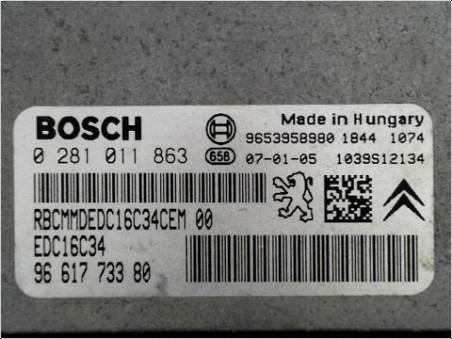 BOSCH
Made in Hungary
9653958980 1844 1074
0 281 011 863 658 07-01-05 1039S12134
RBCMMDEDC16C34CEM 00
EDC16C34
96 617 733 80